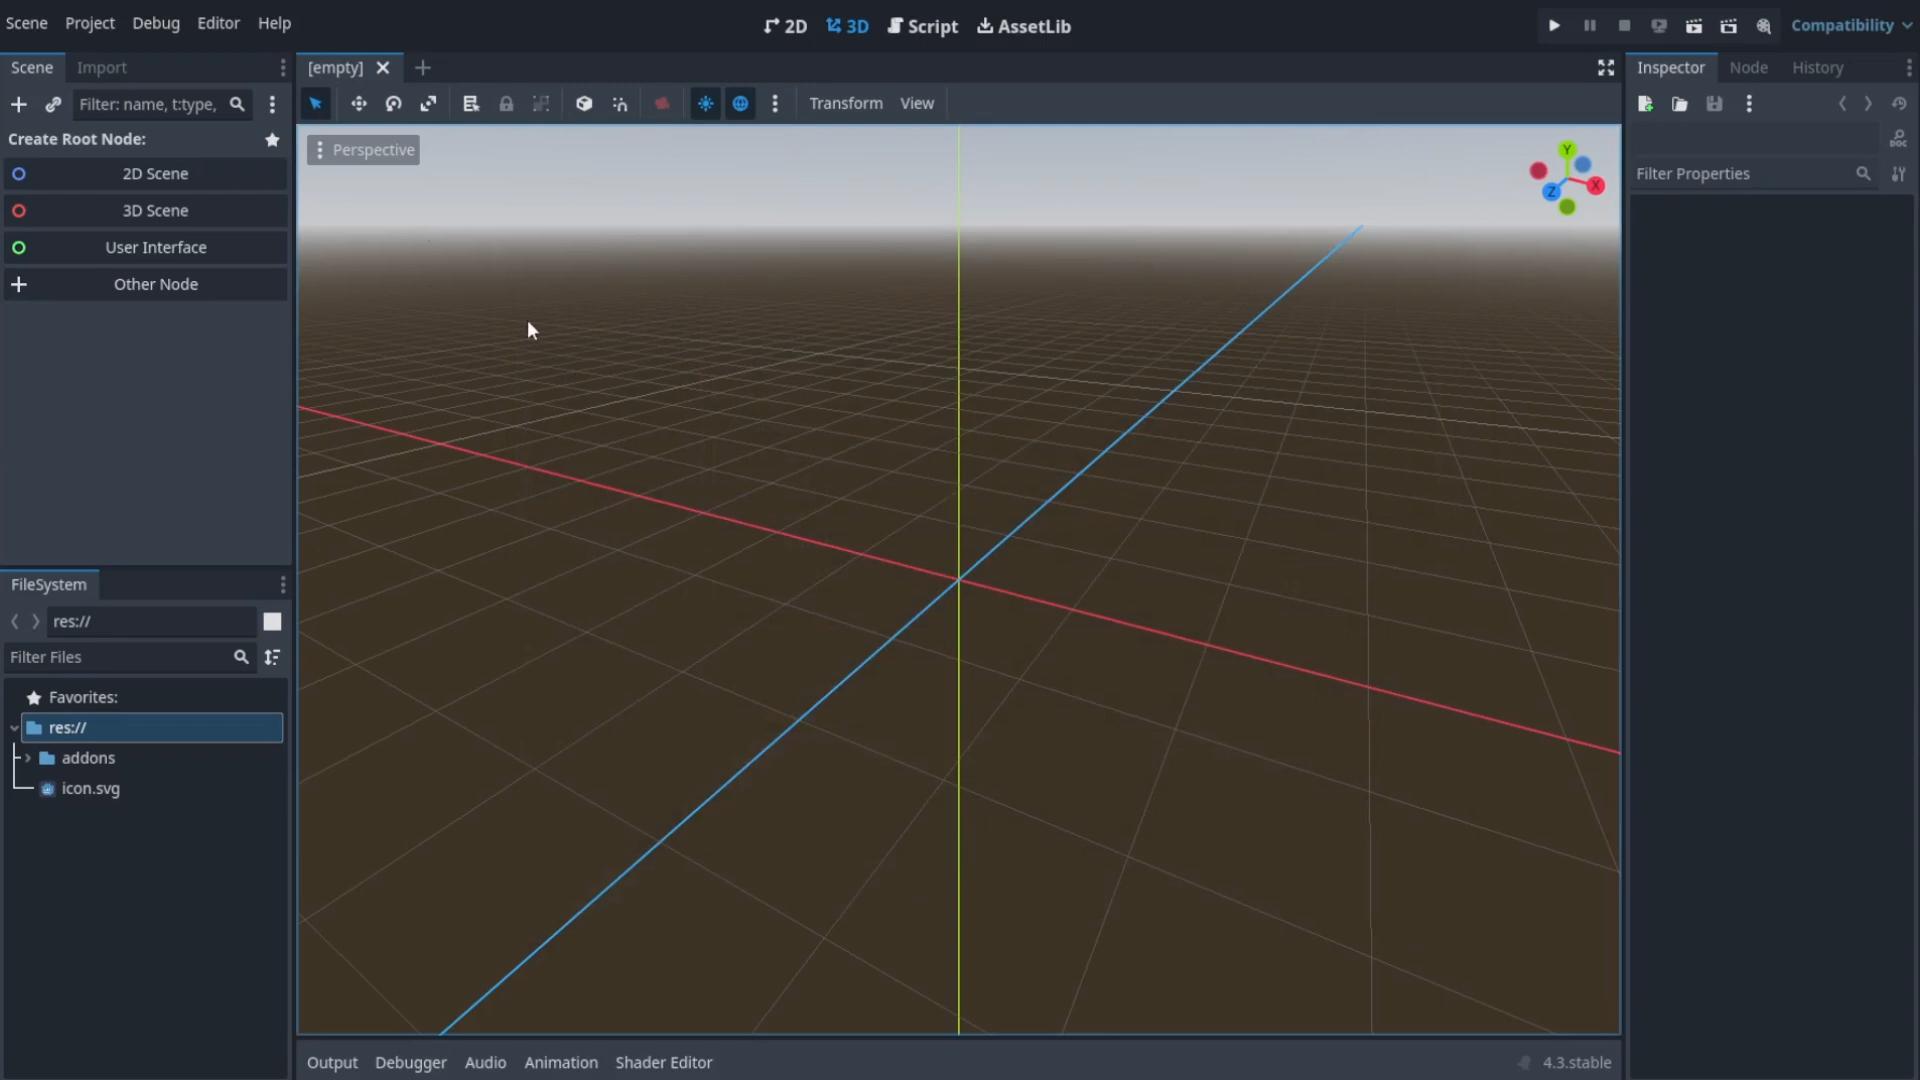 Scene Project Debug Editor Help
2D 3D Script AssetLib
Compatibility
Scene Import
Filter: name, t:type,
Create Root Node:
2D Scene
3D Scene
User Interface
Other Node
FileSystem
res://
Filter Files
Favorites:
res://
addons
icon.svg
[empty]
Transform View
Perspective
Y
X
Z
Output Debugger Audio Animation Shader Editor
4.3.stable
Inspector Node History
DOC
Filter Properties